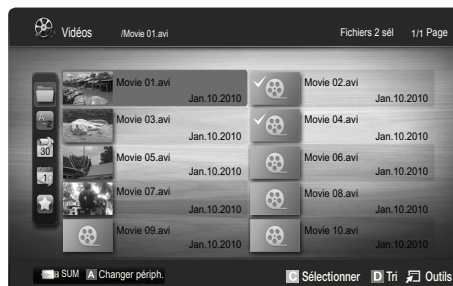 Vidéos /Movie 01.avi Fichiers 2 sél 1/1 Page
Movie 01.avi Movie 02.avi
Jan.10.2010 Jan.10.2010
Movie 03.avi Movie 04.avi
Jan.10.2010 Jan.10.2010
Movie 05.avi Movie 06.avi
Jan.10.2010 Jan.10.2010
Movie 07.avi Movie 08.avi
Jan.10.2010 Jan.10.2010
Movie 09.avi Movie 10.avi
Jan.10.2010 Jan.10.2010
SUM A Changer périph. C Sélectionner D Tri Outils